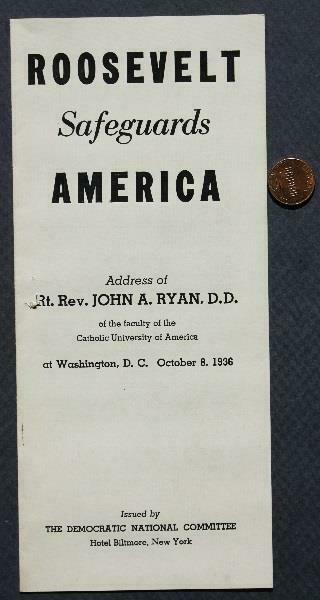 ROOSEVELT
Safeguards
AMERICA
Address of
Rt. Rev. JOHN A. RYAN, D.D.
of the faculty of the
Catholic University of America
at Washington, D. C. October 8, 1936
Issued by
THE DEMOCRATIC NATIONAL COMMITTEE
Hotel Biltmore, New York